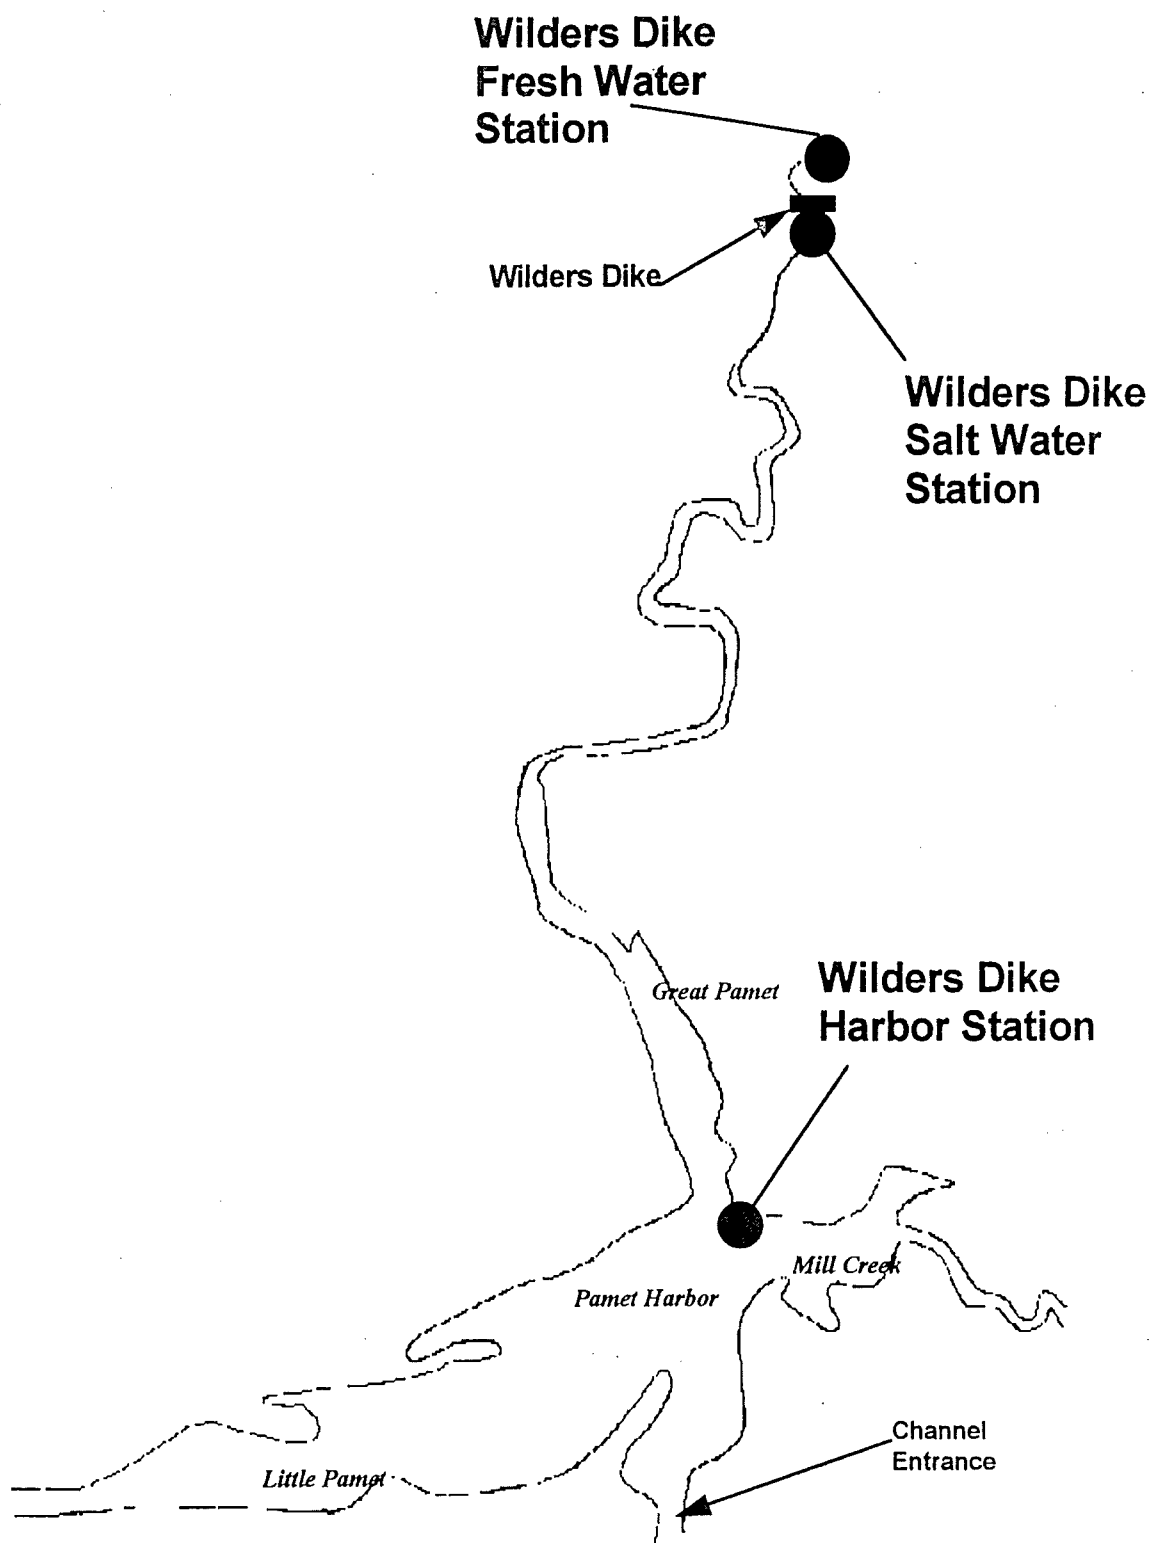 Wilders Dike
Fresh Water
Station
Wilders Dike
Wilders Dike
Salt Water
Station
Great Pamet
Wilders Dike
Harbor Station
Mill Creek
Pamet Harbor
Channel
Entrance
Little Pamet